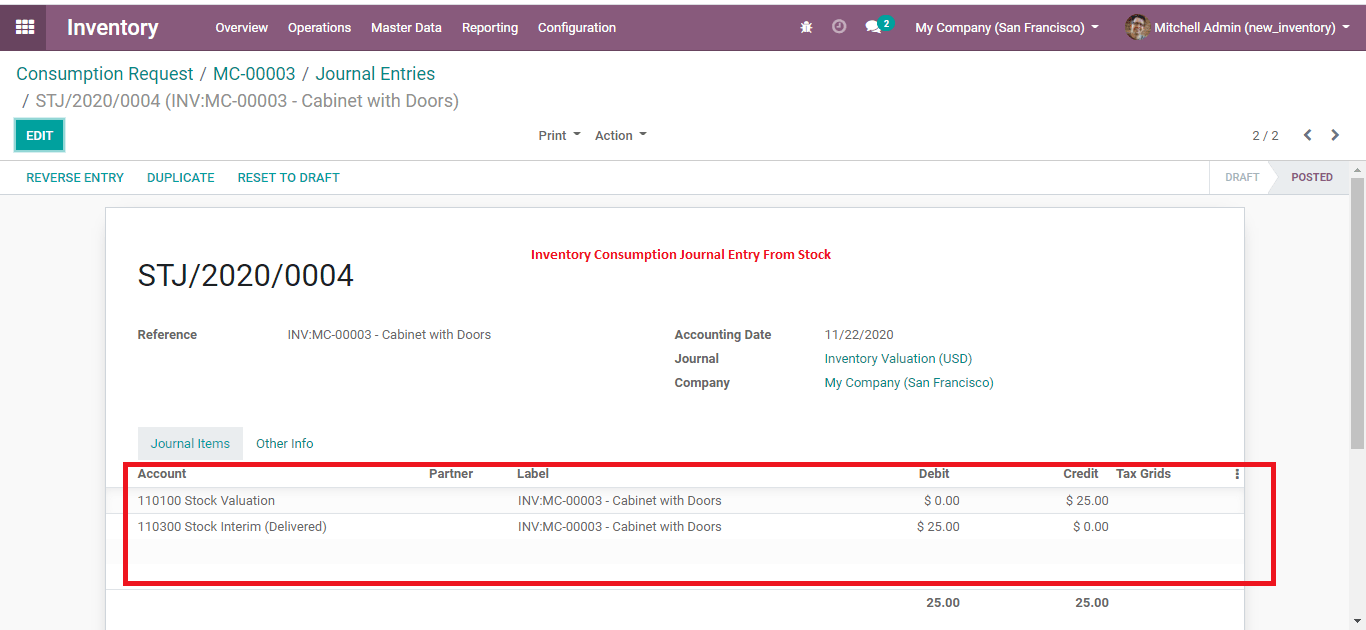 Inventory Overview Operations Master Data Reporting Configuration 2 My Company (San Francisco) Mitchell Admin (new_inventory)
Consumption Request / MC-00003 / Journal Entries
/ STJ/2020/0004 (INV:MC-00003 - Cabinet with Doors)
EDIT Print Action 2 / 2
REVERSE ENTRY DUPLICATE RESET TO DRAFT DRAFT POSTED
Inventory Consumption Journal Entry From Stock
STJ/2020/0004
Reference INV:MC-00003 - Cabinet with Doors Accounting Date 11/22/2020
Journal Inventory Valuation (USD)
Company My Company (San Francisco)
Journal Items Other Info
Account Partner Label Debit Credit Tax Grids
110100 Stock Valuation INV:MC-00003 - Cabinet with Doors $ 0.00 $ 25.00
110300 Stock Interim (Delivered) INV:MC-00003 - Cabinet with Doors $ 25.00 $ 0.00
25.00 25.00